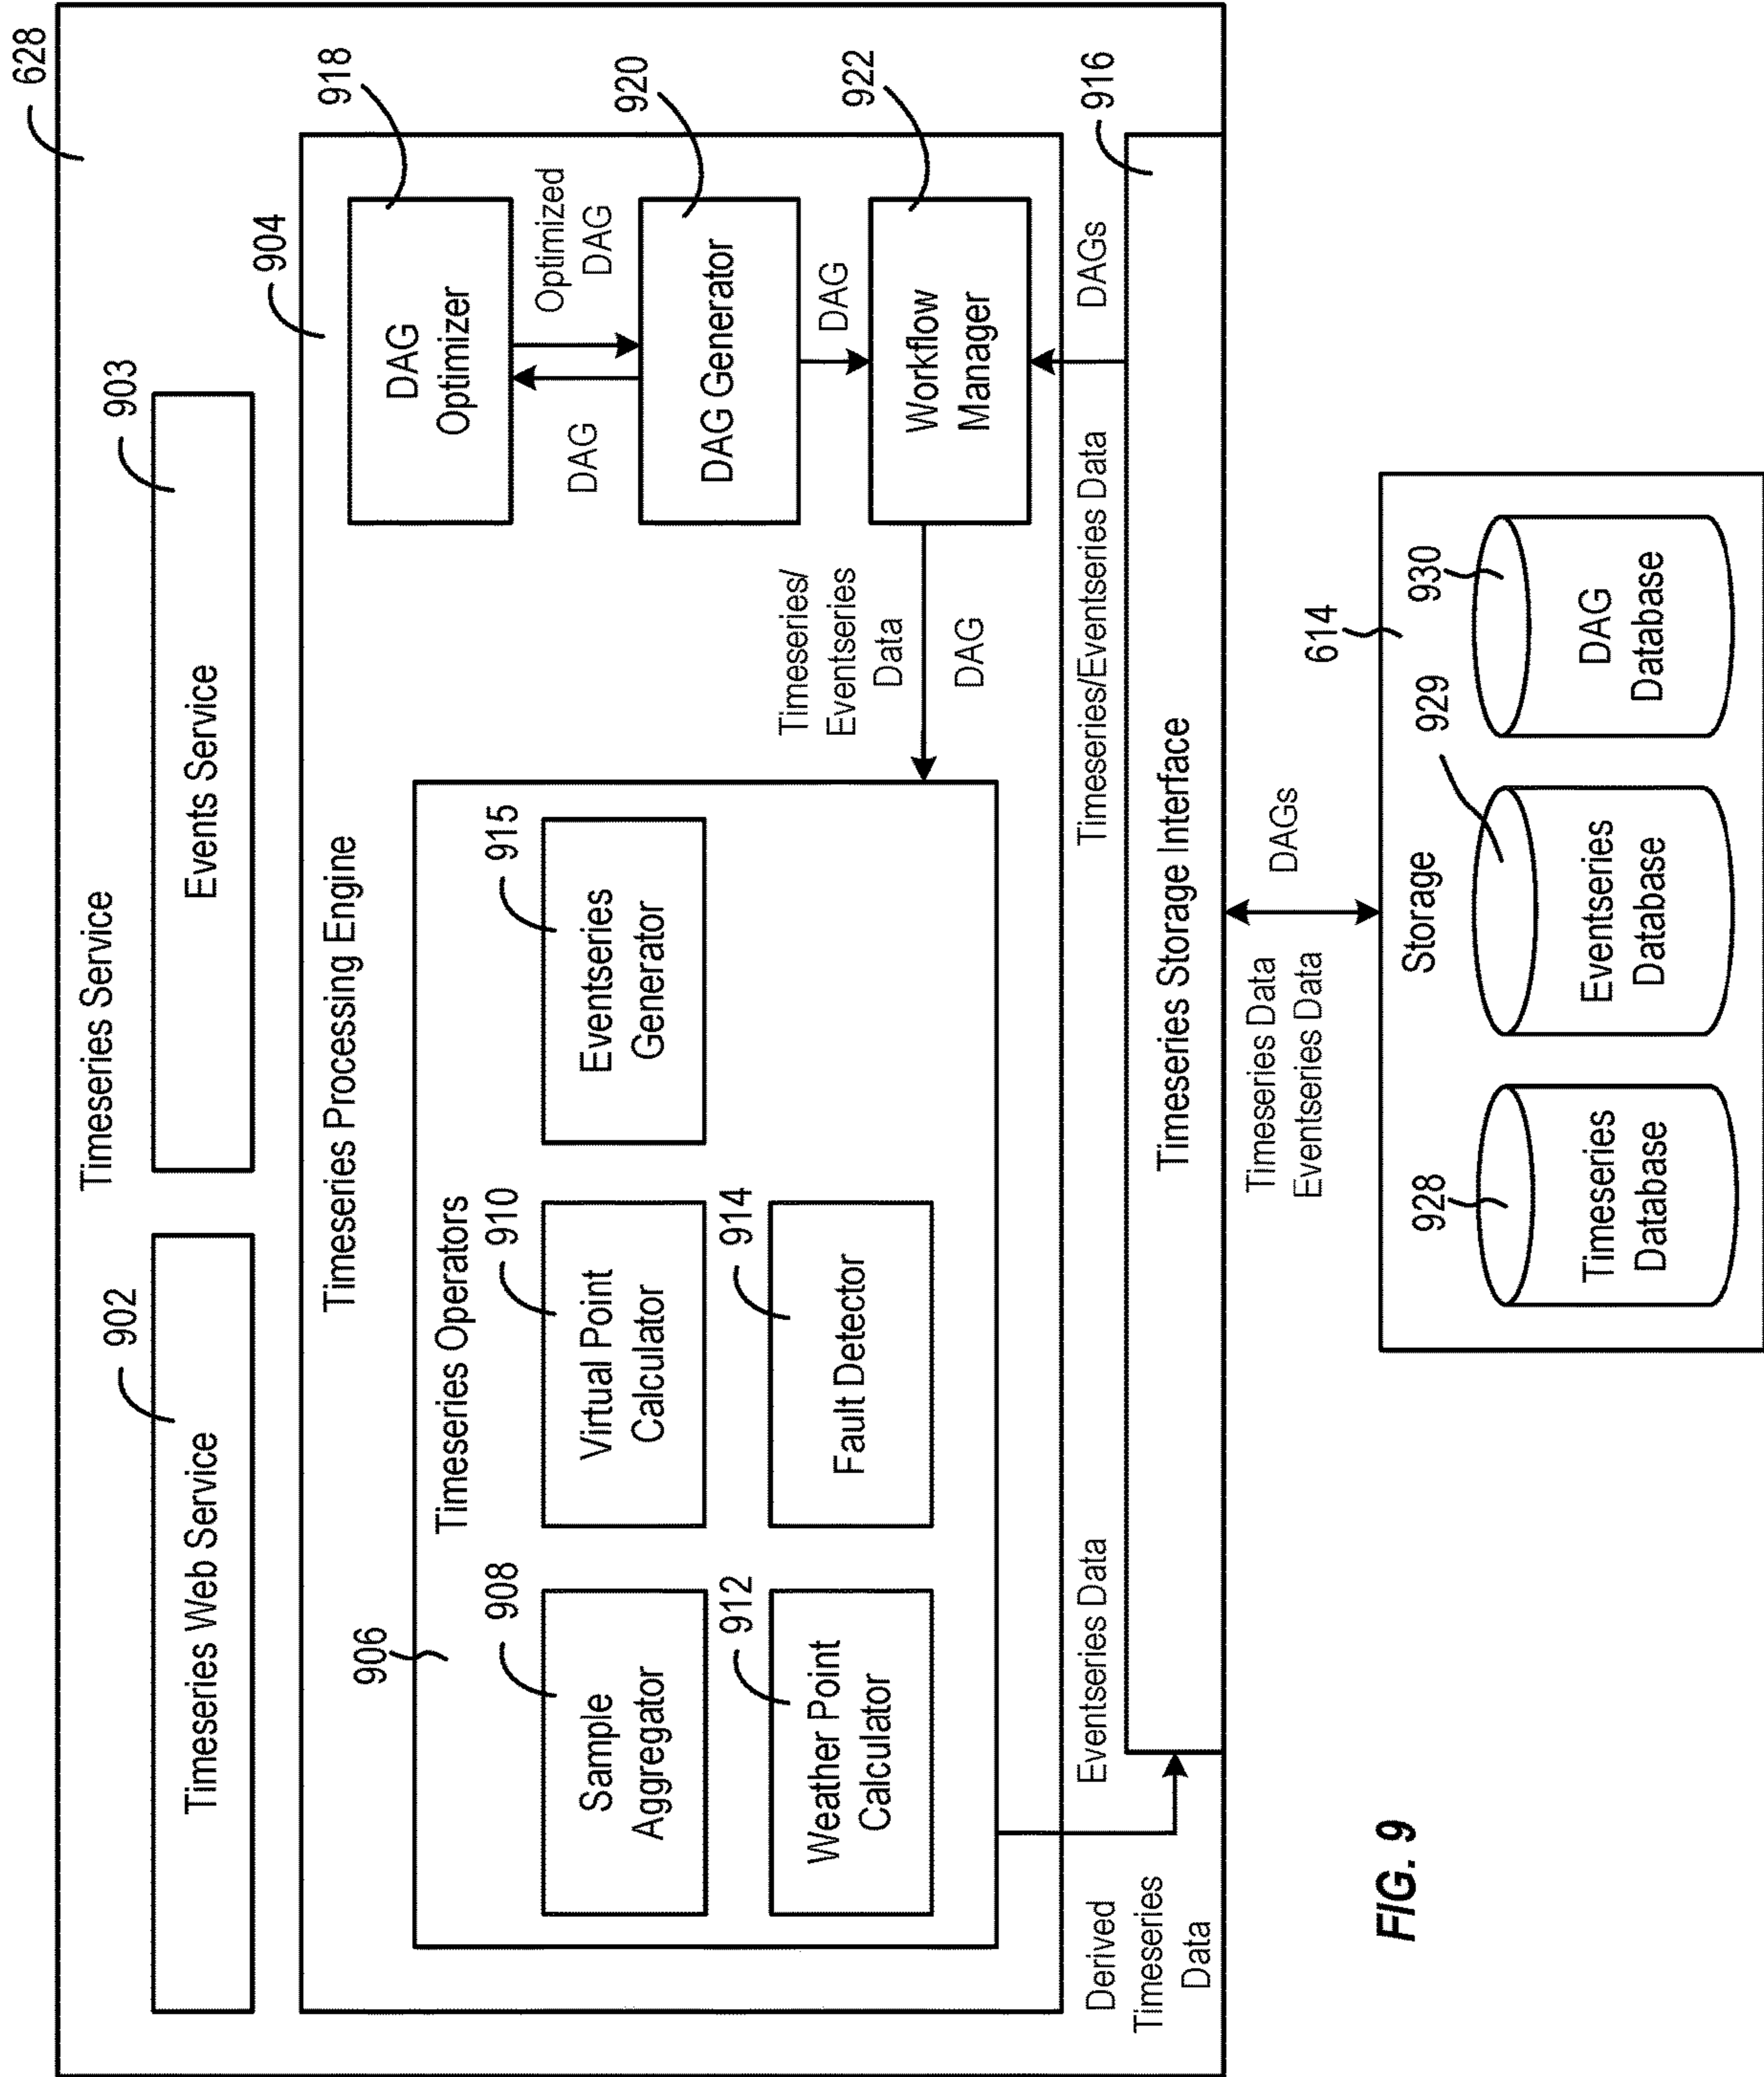 628
Timeseries Service
902
903
Timeseries Web Service
Events Service
904
Timeseries Processing Engine
918
DAG
Optimizer
906
Timeseries Operators
DAG
Optimized
DAG
908
910
915
920
Sample
Aggregator
Virtual Point
Calculator
Eventseries
Generator
DAG Generator
912
914
Timeseries/
Eventseries
Data
DAG
DAG
922
Weather Point
Calculator
Fault Detector
Workflow
Manager
Derived
Timeseries
Data
Eventseries Data
Timeseries/Eventseries Data
DAGs
916
Timeseries Storage Interface
Timeseries Data
Eventseries Data
DAGs
614
Storage
928
929
930
Timeseries
Database
Eventseries
Database
DAG
Database
FIG. 9